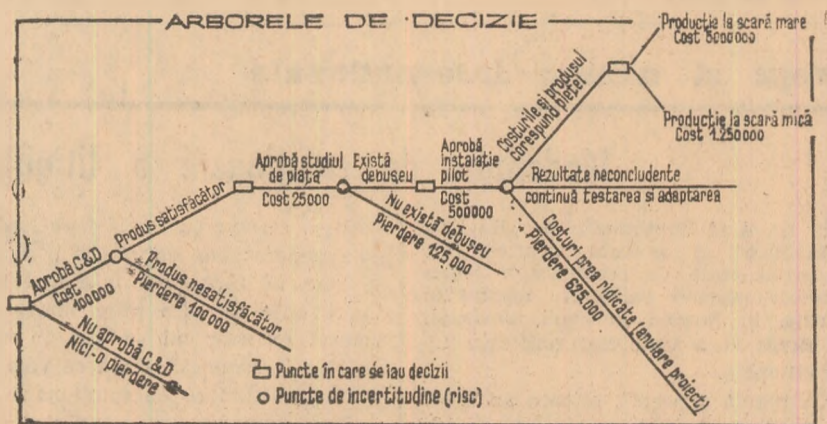 ARBORELE DE DECIZIE
Producție la scară mare
Cost 5000000
Costurile și produsul
corespund pieței
Producție la scară mică
Cost 1.250000
Aprobă
instalație
pilot
Cost
500000
Aprobă studiul
de piață
Cost 25000
Există
debușeu
Rezultate neconcludente
continuă testarea si adaptarea
Produs satisfăcător
Nu există debușeu
Pierdere 125.000
Costuri prea ridicate (anulare proiect)
Pierdere 625.000
Aprobă C&D
Cost
100000
Produs nesatisfăcător
Pierdere 100000
Nu aprobă C&D
Nici-o pierdere
Puncte în care se iau decizii
Puncte de incertitudine (risc)